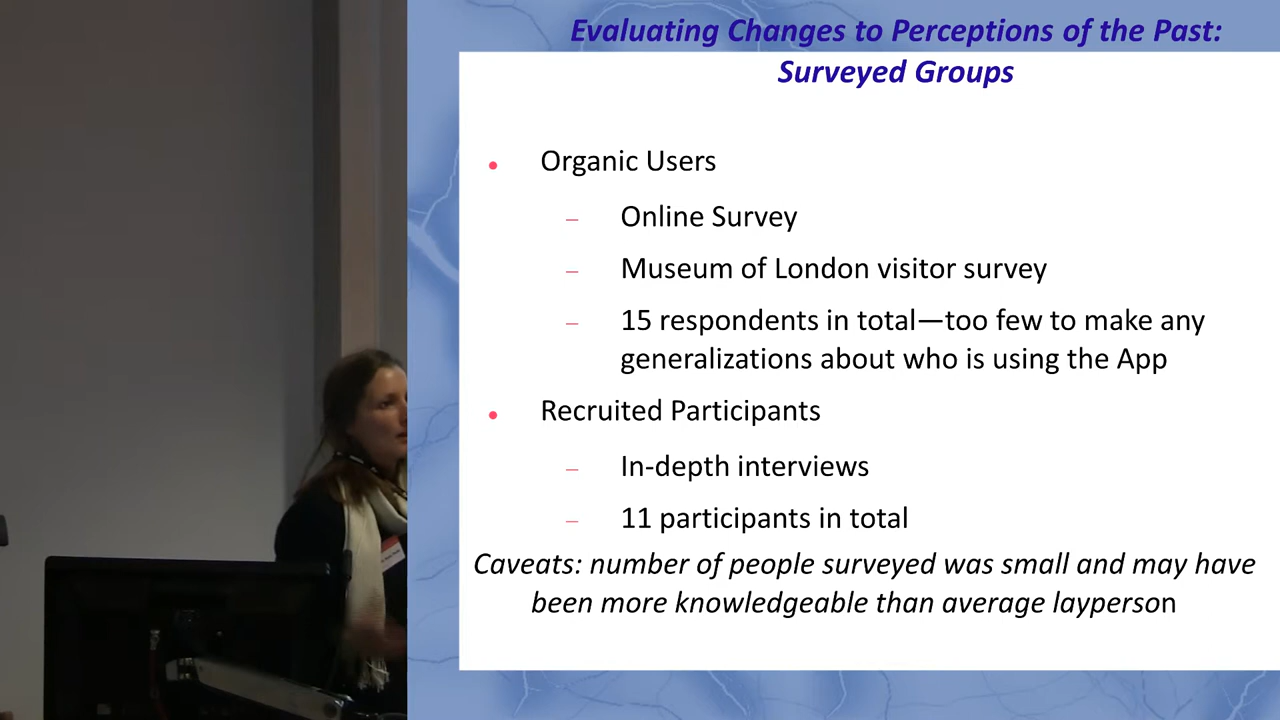 Evaluating Changes to Perceptions of the Past:
Surveyed Groups
Organic Users
– Online Survey
– Museum of London visitor survey
– 15 respondents in total—too few to make any
generalizations about who is using the App
Recruited Participants
– In-depth interviews
– 11 participants in total
Caveats: number of people surveyed was small and may have
been more knowledgeable than average layperson